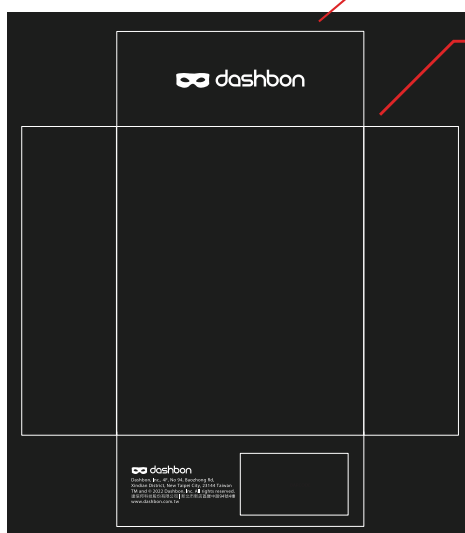 dashbon
dashbon
Dashbon, Inc., 4F, No 94, Baozhong Rd,
Xindian District, New Taipei City, 23144 Taiwan
TM and © 2022 Dashbon, Inc. All rights reserved.
www.dashbon.com.tw